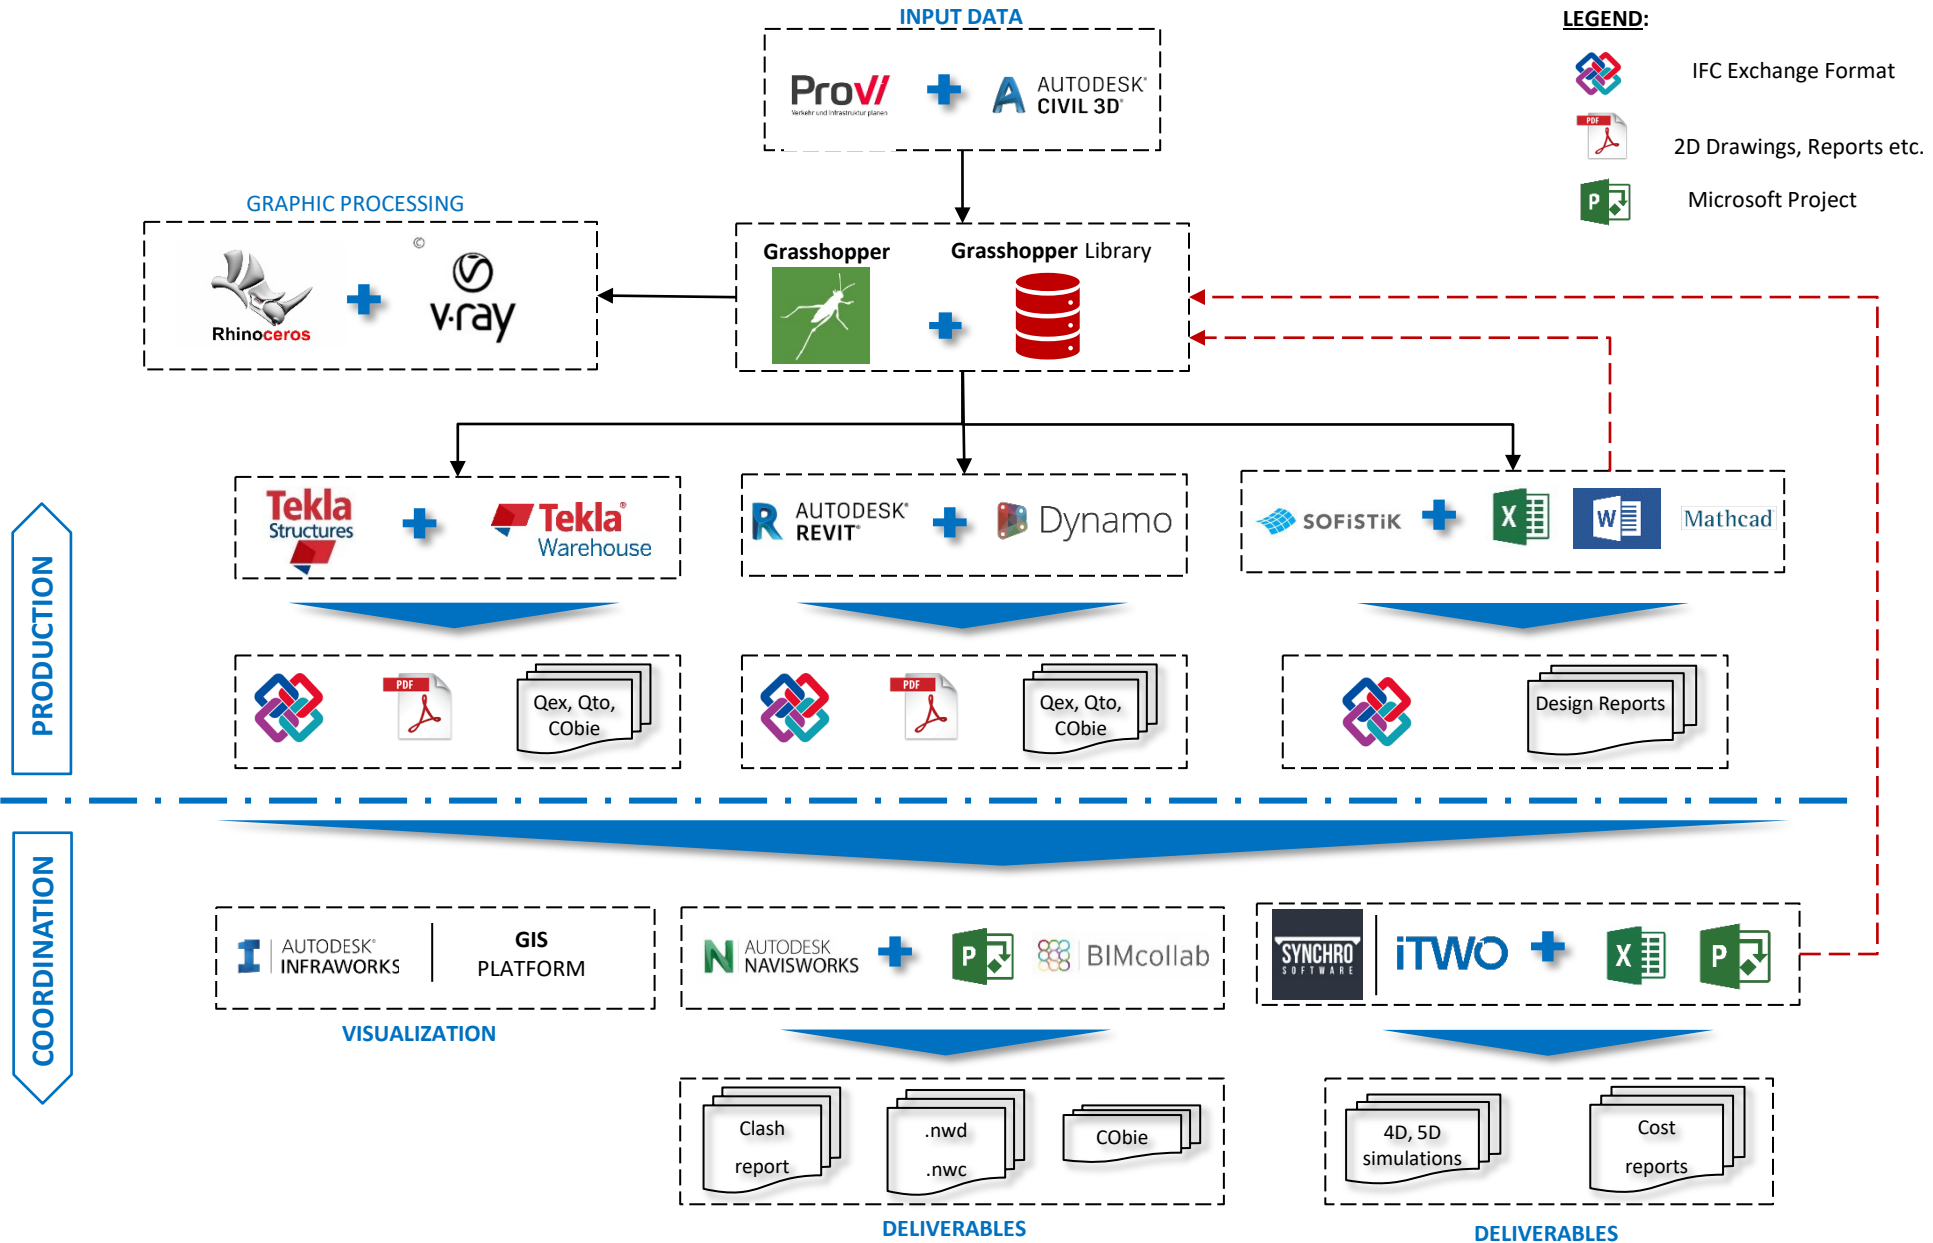 INPUT DATA
LEGEND:
ProVI
Verkehr und Infrastruktur planen
AUTODESK®
CIVIL 3D®
IFC Exchange Format
PDF
2D Drawings, Reports etc.
P
Microsoft Project
GRAPHIC PROCESSING
©
Rhinoceros
v·ray
Grasshopper
Grasshopper Library
PRODUCTION
Tekla
Structures
Tekla®
Warehouse
R
AUTODESK®
REVIT®
Dynamo
SOFiSTiK
X
W
Mathcad
PDF
Qex, Qto,
CObie
PDF
Qex, Qto,
CObie
Design Reports
COORDINATION
I
AUTODESK®
INFRAWORKS
GIS
PLATFORM
VISUALIZATION
N
AUTODESK
NAVISWORKS
P
BIMcollab
SYNCHRO
SOFTWARE
iTWO
X
P
Clash
report
.nwd
.nwc
CObie
DELIVERABLES
4D, 5D
simulations
Cost
reports
DELIVERABLES